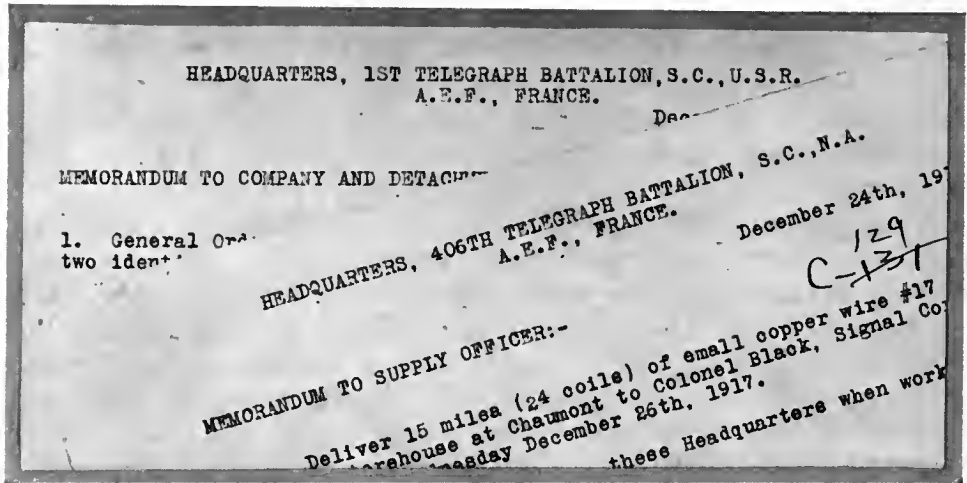 HEADQUARTERS, 1ST TELEGRAPH BATTALION, S.C., U.S.R.
A.E.F., FRANCE.
MEMORANDUM TO COMPANY AND
1. General
two
HEADQUARTERS, 406TH TELEGRAPH BATTALION, S.C., N.A.
A.E.F., FRANCE.
December 24th, 191
129
C-131
MEMORANDUM TO SUPPLY OFFICER:-
Deliver 15 miles (24 coils) of small copper wire #17
at Chaumont to Colonel Black, Signal
December 26th, 1917.
these Headquarters when work